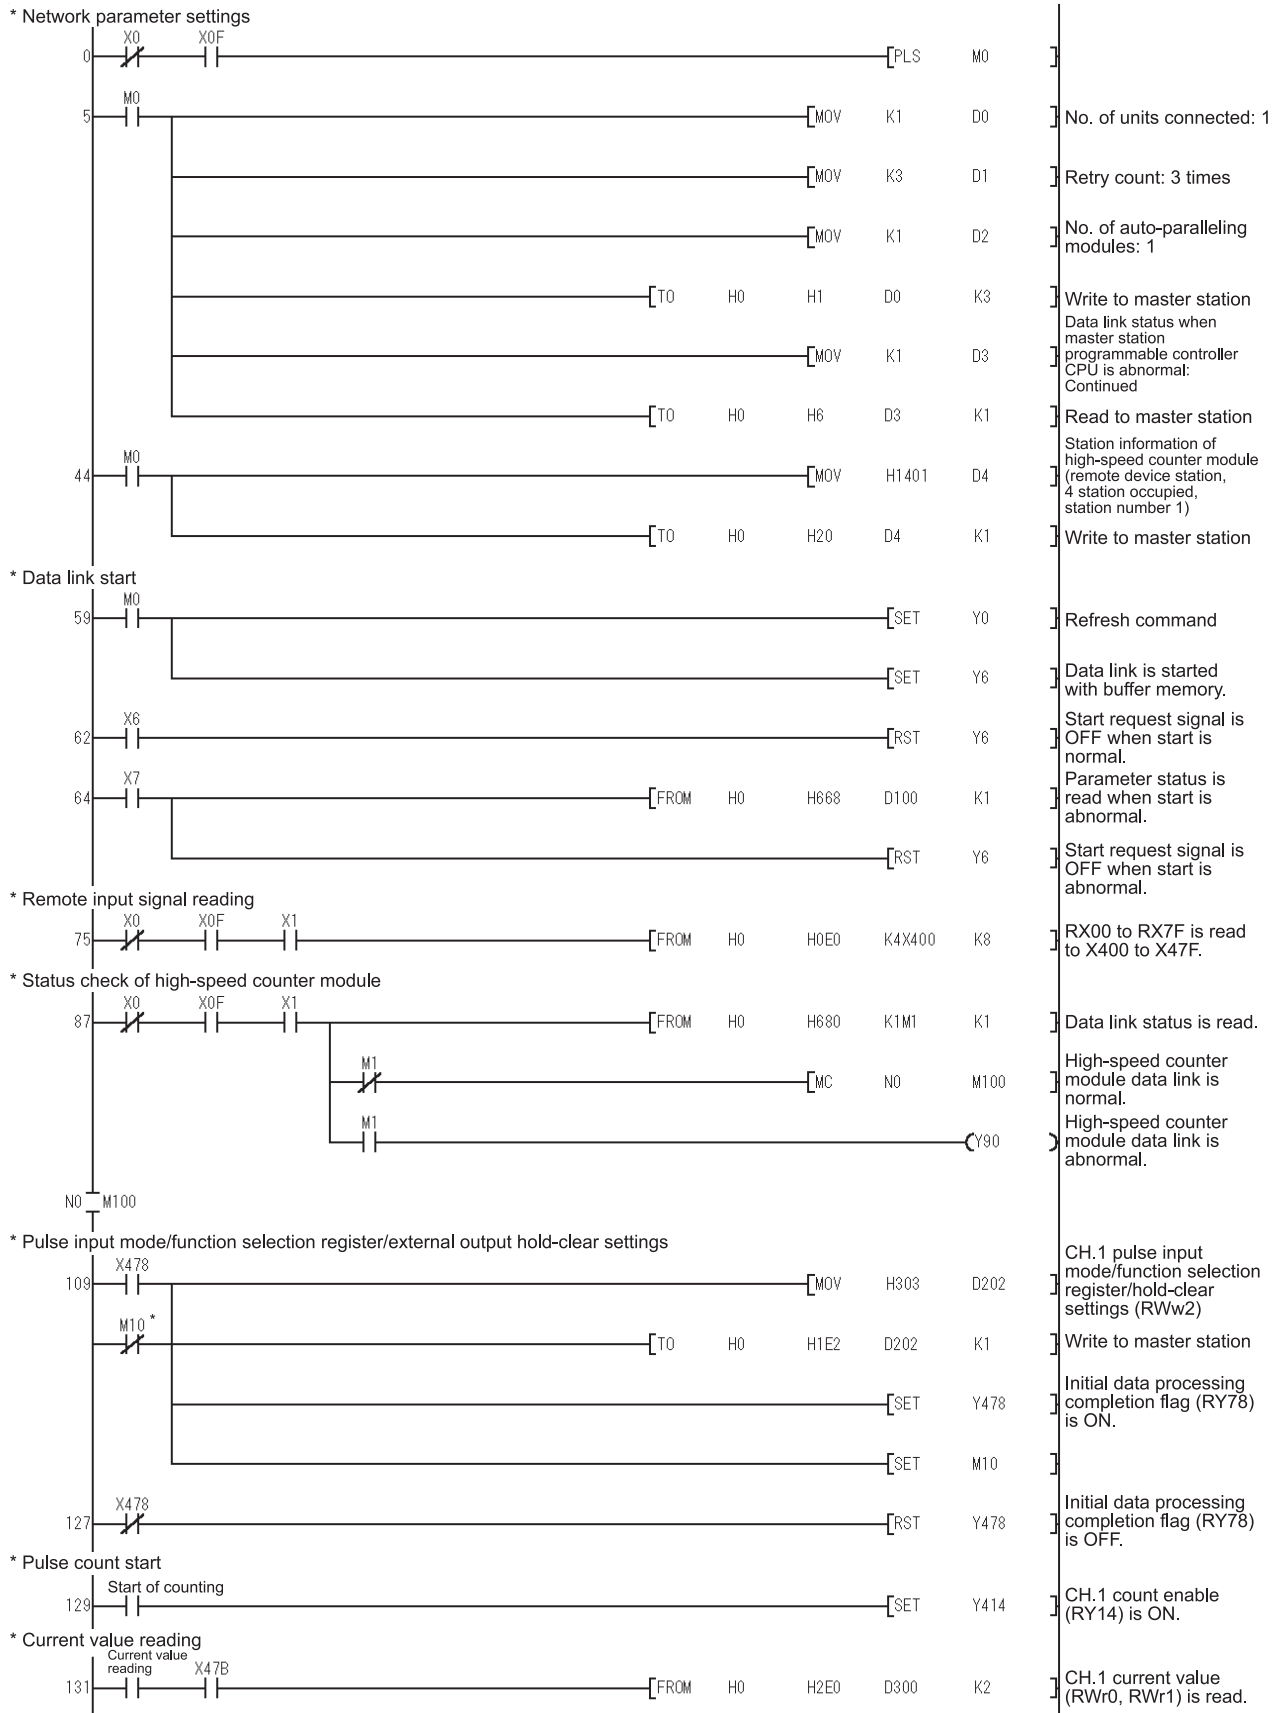 * Network parameter settings
X0 X0F
0 PLS M0
M0
5 MOV K1 D0 No. of units connected: 1
MOV K3 D1 Retry count: 3 times
MOV K1 D2 No. of auto-paralleling
modules: 1
TO H0 H1 D0 K3 Write to master station
MOV K1 D3 Data link status when
master station
programmable controller
CPU is abnormal:
Continued
TO H0 H6 D3 K1 Read to master station
M0
44 MOV H1401 D4 Station information of
high-speed counter module
(remote device station,
4 station occupied,
station number 1)
TO H0 H20 D4 K1 Write to master station
* Data link start
M0
59 SET Y0 Refresh command
SET Y6 Data link is started
with buffer memory.
X6
62 RST Y6 Start request signal is
OFF when start is
normal.
X7
64 FROM H0 H668 D100 K1 Parameter status is
read when start is
abnormal.
RST Y6 Start request signal is
OFF when start is
abnormal.
* Remote input signal reading
X0 X0F X1
75 FROM H0 H0E0 K4X400 K8 RX00 to RX7F is read
to X400 to X47F.
* Status check of high-speed counter module
X0 X0F X1
87 FROM H0 H680 K1M1 K1 Data link status is read.
M1
MC N0 M100 High-speed counter
module data link is
normal.
M1
Y90 High-speed counter
module data link is
abnormal.
N0 M100
* Pulse input mode/function selection register/external output hold-clear settings
X478
109 MOV H303 D202 CH.1 pulse input
mode/function selection
register/hold-clear
settings (RWw2)
M10 *
TO H0 H1E2 D202 K1 Write to master station
SET Y478 Initial data processing
completion flag (RY78)
is ON.
SET M10
X478
127 RST Y478 Initial data processing
completion flag (RY78)
is OFF.
* Pulse count start
Start of counting
129 SET Y414 CH.1 count enable
(RY14) is ON.
* Current value reading
Current value
reading X47B
131 FROM H0 H2E0 D300 K2 CH.1 current value
(RWr0, RWr1) is read.